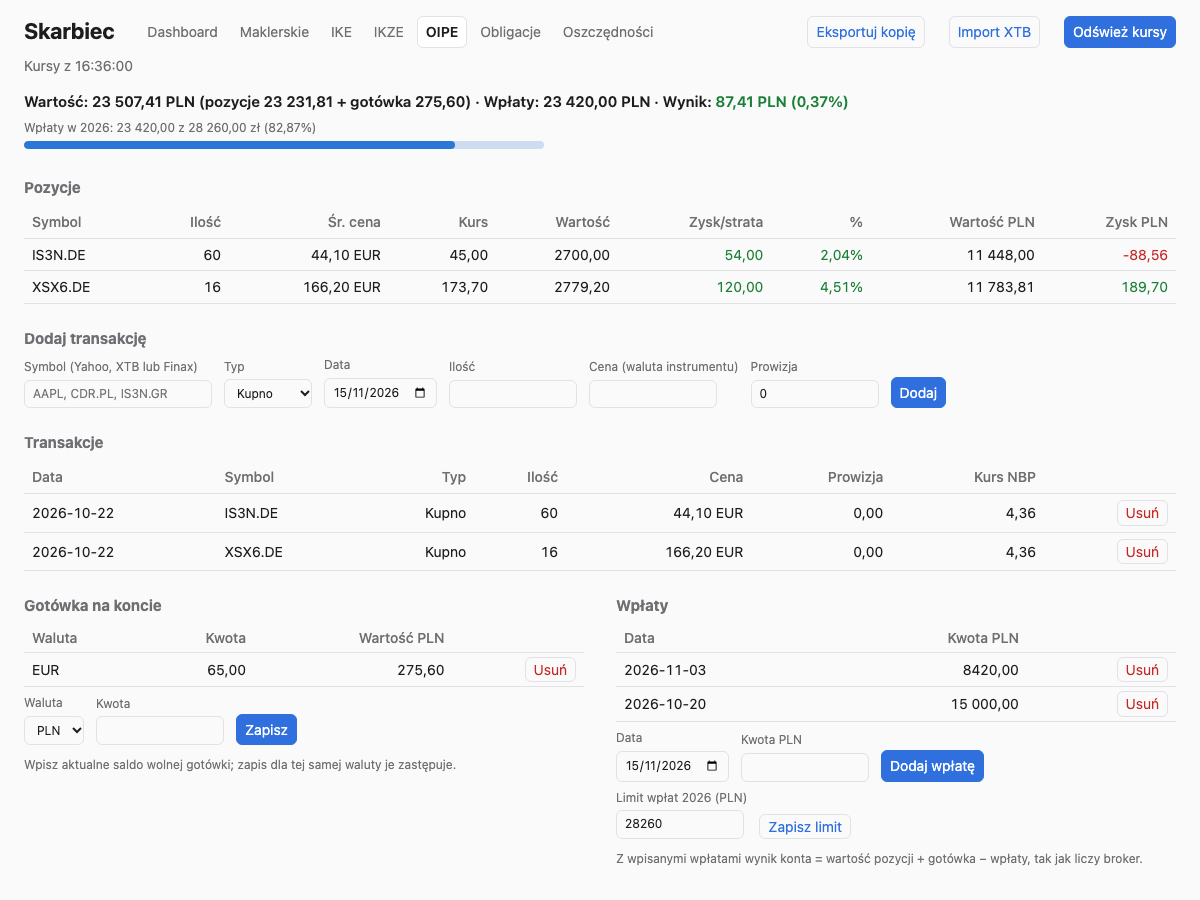 Skarbiec Dashboard Maklerskie IKE IKZE OIPE Obligacje Oszczędności Eksportuj kopię Import XTB Odśwież kursy
Kursy z 16:36:00
Wartość: 23 507,41 PLN (pozycje 23 231,81 + gotówka 275,60) · Wpłaty: 23 420,00 PLN · Wynik: 87,41 PLN (0,37%)
Wpłaty w 2026: 23 420,00 z 28 260,00 zł (82,87%)
Pozycje
Symbol Ilość Śr. cena Kurs Wartość Zysk/strata % Wartość PLN Zysk PLN
IS3N.DE 60 44,10 EUR 45,00 2700,00 54,00 2,04% 11 448,00 -88,56
XSX6.DE 16 166,20 EUR 173,70 2779,20 120,00 4,51% 11 783,81 189,70
Dodaj transakcję
Symbol (Yahoo, XTB lub Finax) Typ Data Ilość Cena (waluta instrumentu) Prowizja
AAPL, CDR.PL, IS3N.GR Kupno 15/11/2026 0 Dodaj
Transakcje
Data Symbol Typ Ilość Cena Prowizja Kurs NBP
2026-10-22 IS3N.DE Kupno 60 44,10 EUR 0,00 4,36 Usuń
2026-10-22 XSX6.DE Kupno 16 166,20 EUR 0,00 4,36 Usuń
Gotówka na koncie
Waluta Kwota Wartość PLN
EUR 65,00 275,60 Usuń
Waluta Kwota
PLN Zapisz
Wpisz aktualne saldo wolnej gotówki; zapis dla tej samej waluty je zastępuje.
Wpłaty
Data Kwota PLN
2026-11-03 8420,00 Usuń
2026-10-20 15 000,00 Usuń
Data Kwota PLN
15/11/2026 Dodaj wpłatę
Limit wpłat 2026 (PLN)
28260 Zapisz limit
Z wpisanymi wpłatami wynik konta = wartość pozycji + gotówka − wpłaty, tak jak liczy broker.